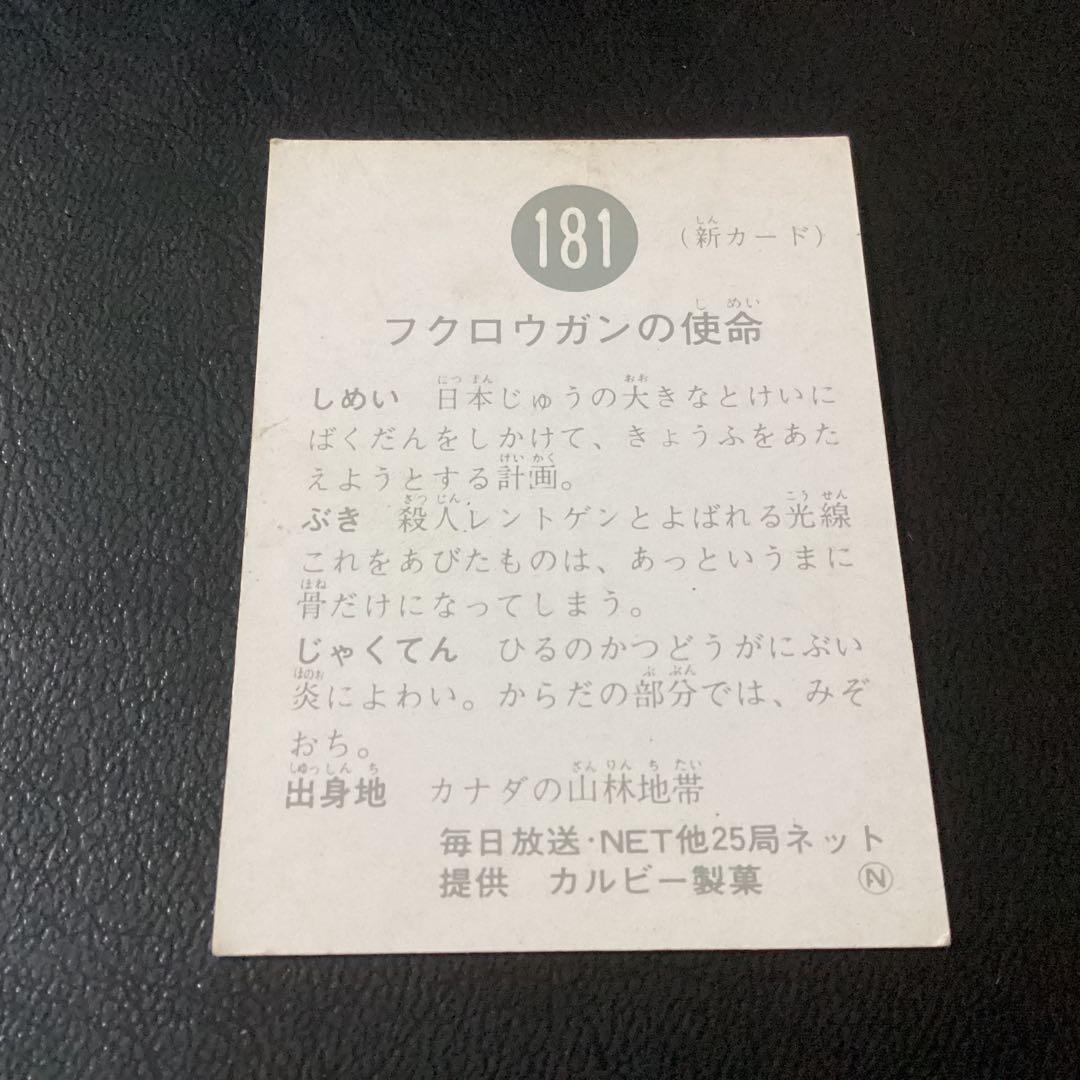 181
(新カード)
フクロウガンの使命
しめい 日本じゅうの大きなとけいに
ばくだんをしかけて、きょうふをあた
えようとする計画。
ぶき 殺人レントゲンとよばれる光線
これをあびたものは、あっというまに
骨だけになってしまう。
じゃくてん ひるのかつどうがにぶい
炎によわい。からだの部分では、みぞ
おち。
出身地 カナダの山林地帯
毎日放送・NET他25局ネット
提供 カルビー製菓 Ⓝ